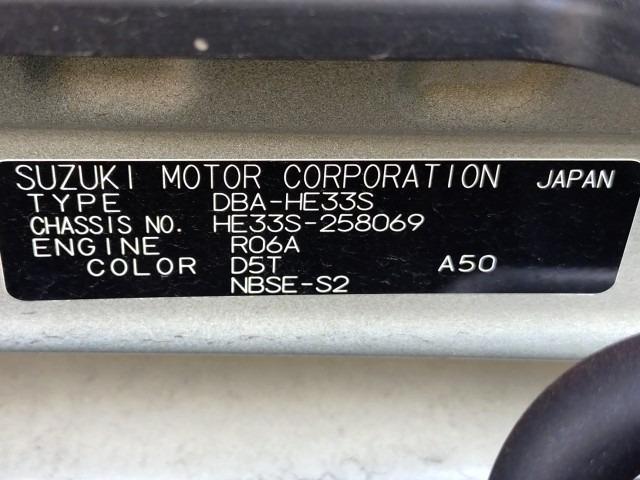 SUZUKI MOTOR CORPORATION JAPAN
TYPE DBA-HE33S
CHASSIS NO. HE33S-258069
ENGINE R06A
COLOR D5T A50
NBSE-S2